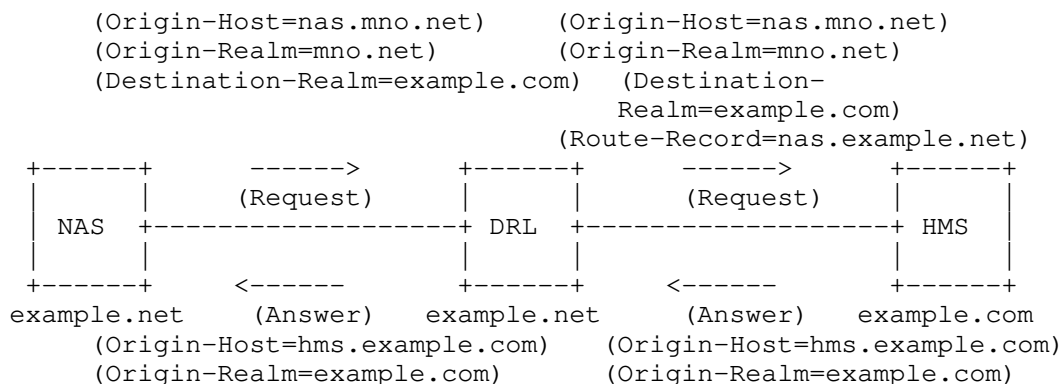 (Origin-Host=nas.mno.net)    (Origin-Host=nas.mno.net)
(Origin-Realm=mno.net)       (Origin-Realm=mno.net)
(Destination-Realm=example.com)  (Destination-
Realm=example.com)
(Route-Record=nas.example.net)
+------+      ------>      +------+      ------>      +------+
|      |     (Request)     |      |     (Request)     |      |
| NAS  +-------------------+ DRL  +-------------------+ HMS  |
|      |                   |      |                   |      |
+------+     <------       +------+     <------       +------+
example.net    (Answer)   example.net    (Answer)   example.com
(Origin-Host=hms.example.com)   (Origin-Host=hms.example.com)
(Origin-Realm=example.com)      (Origin-Realm=example.com)